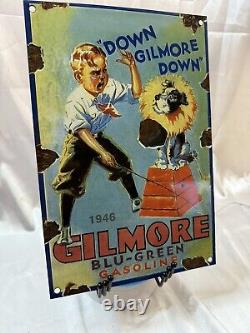 "DOWN
GILMORE
DOWN"
1946
GILMORE
BLU-GREEN
GASOLINE